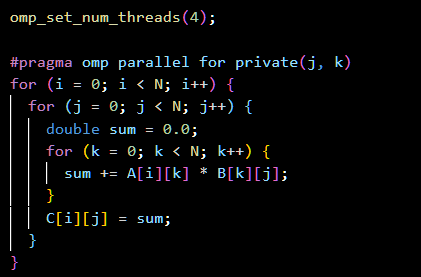 omp_set_num_threads(4);

#pragma omp parallel for private(j, k)
for (i = 0; i < N; i++) {
  for (j = 0; j < N; j++) {
    double sum = 0.0;
    for (k = 0; k < N; k++) {
      sum += A[i][k] * B[k][j];
    }
    C[i][j] = sum;
  }
}